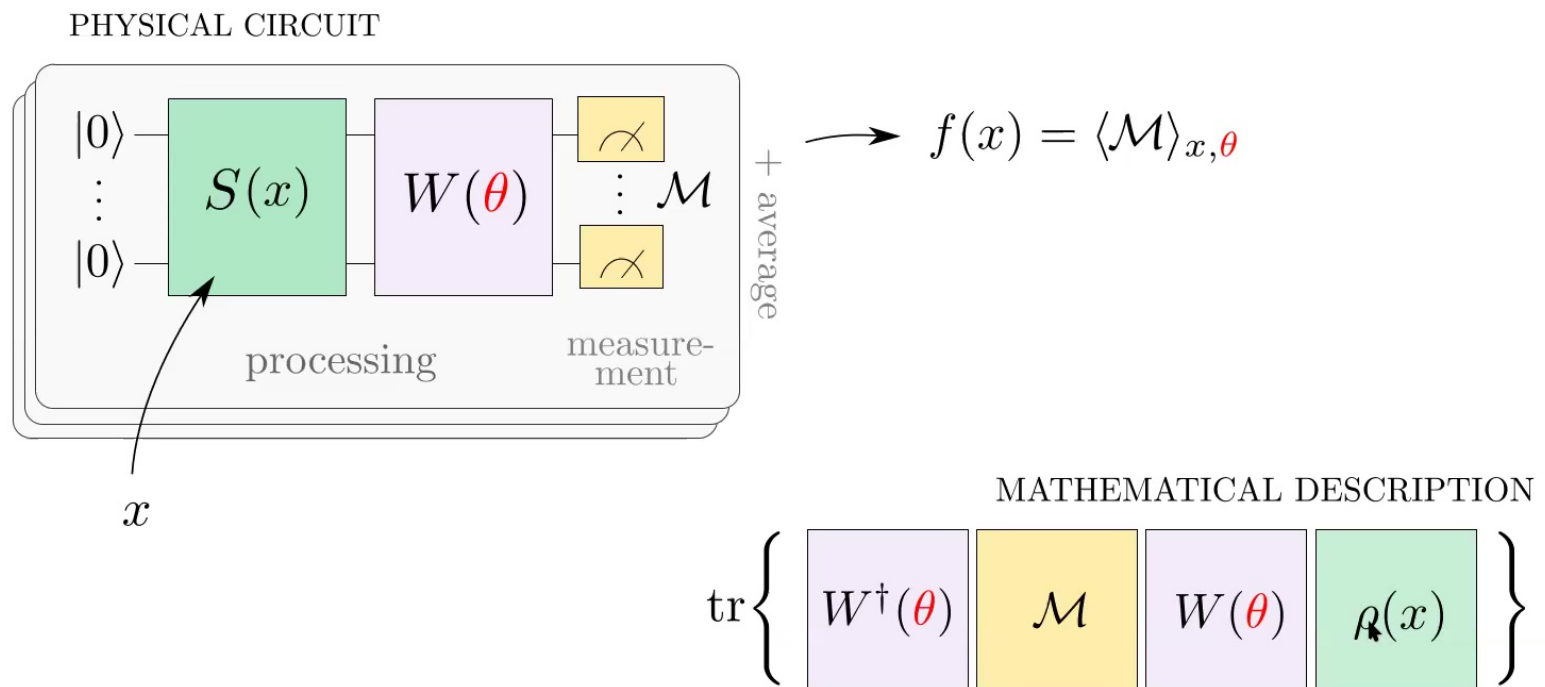 PHYSICAL CIRCUIT
|0⟩
⋮
|0⟩
S(x)
W(θ)
⋮ ℳ
+ average
f(x) = ⟨ℳ⟩x,θ
processing
measure-
ment
x
MATHEMATICAL DESCRIPTION
tr{ W†(θ) ℳ W(θ) ρ(x) }